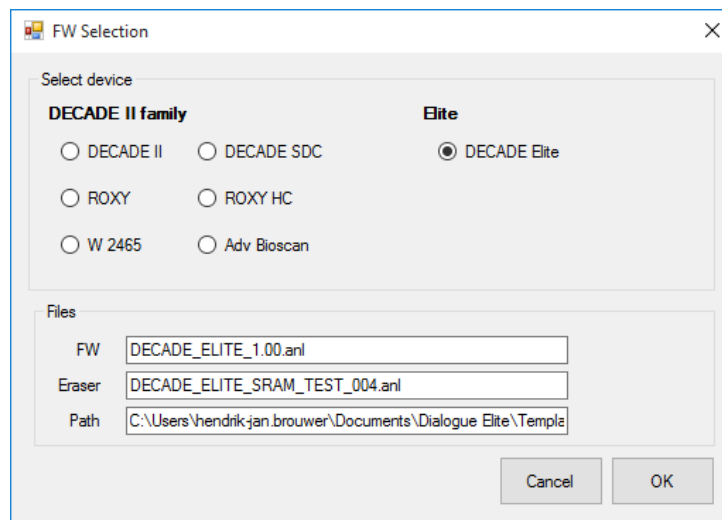 FW Selection
Select device
DECADE II family Elite
DECADE II DECADE SDC DECADE Elite
ROXY ROXY HC
W 2465 Adv Bioscan
Files
FW DECADE_ELITE_1.00.anl
Eraser DECADE_ELITE_SRAM_TEST_004.anl
Path C:\Users\hendrik-jan.brouwer\Documents\Dialogue Elite\Templa
Cancel OK